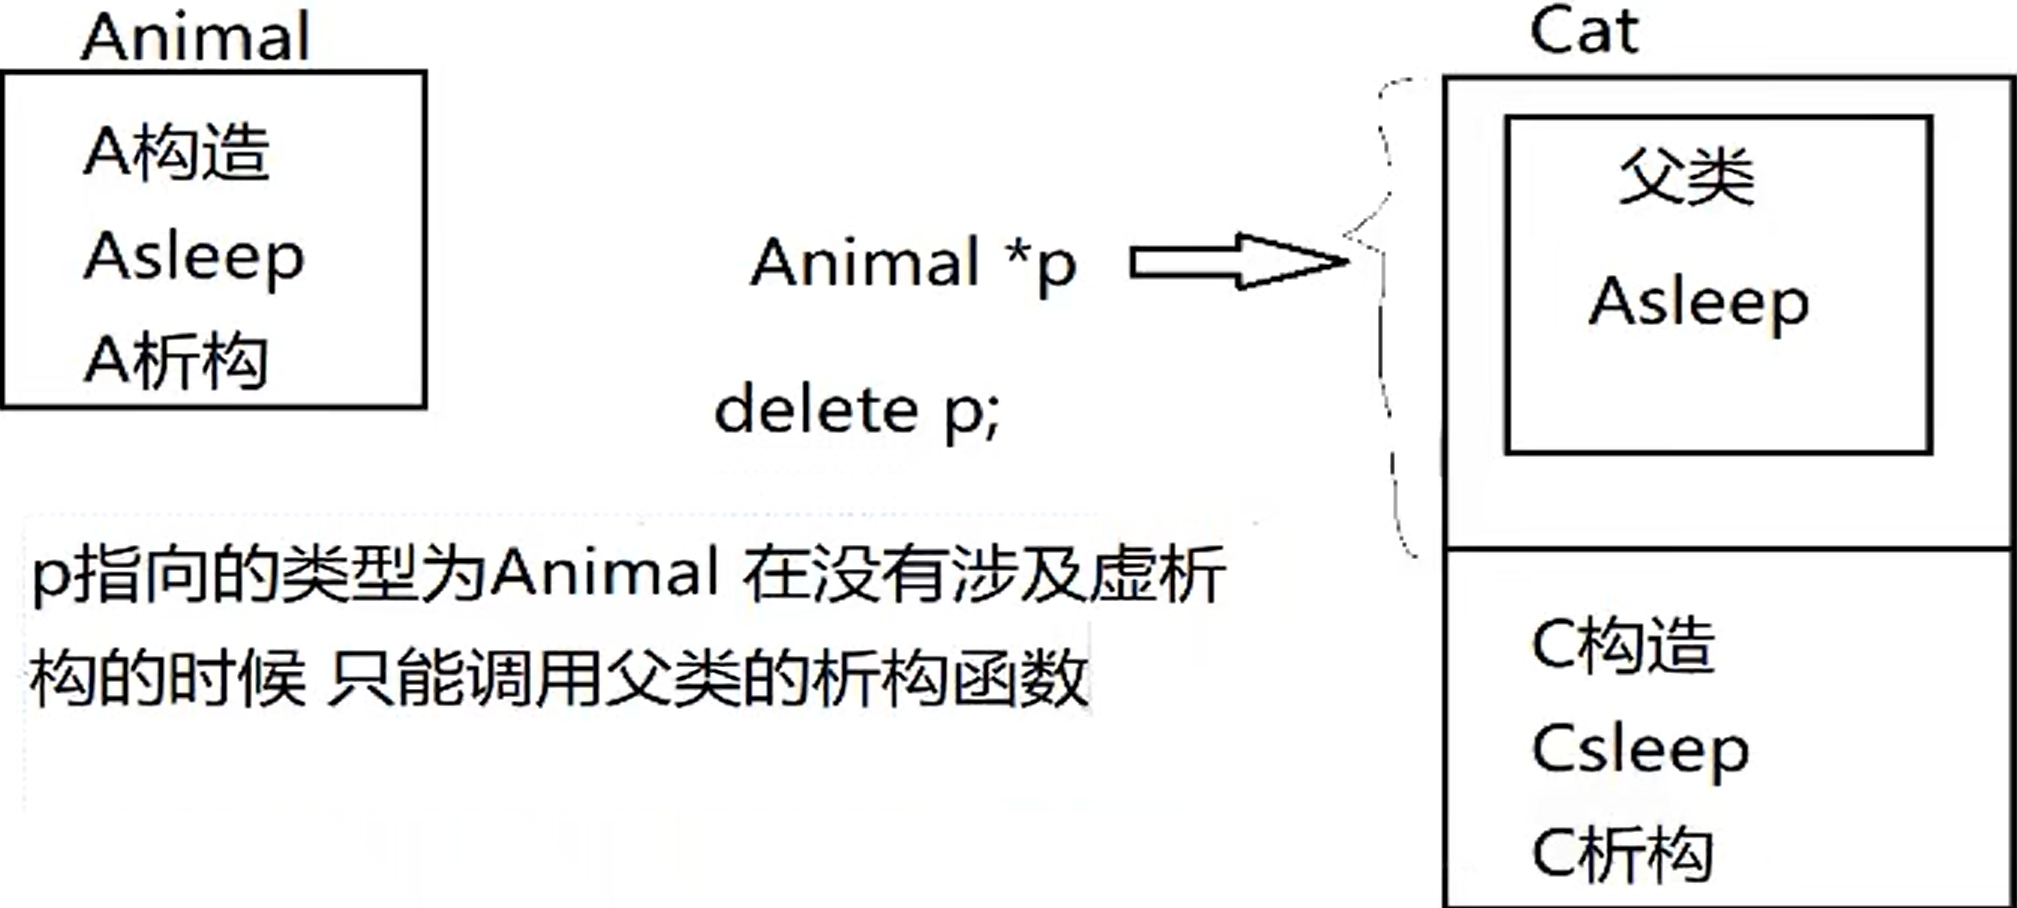 Animal
A构造
Asleep
A析构
Animal *p
delete p;
p指向的类型为Animal 在没有涉及虚析
构的时候 只能调用父类的析构函数
Cat
父类
Asleep
C构造
Csleep
C析构